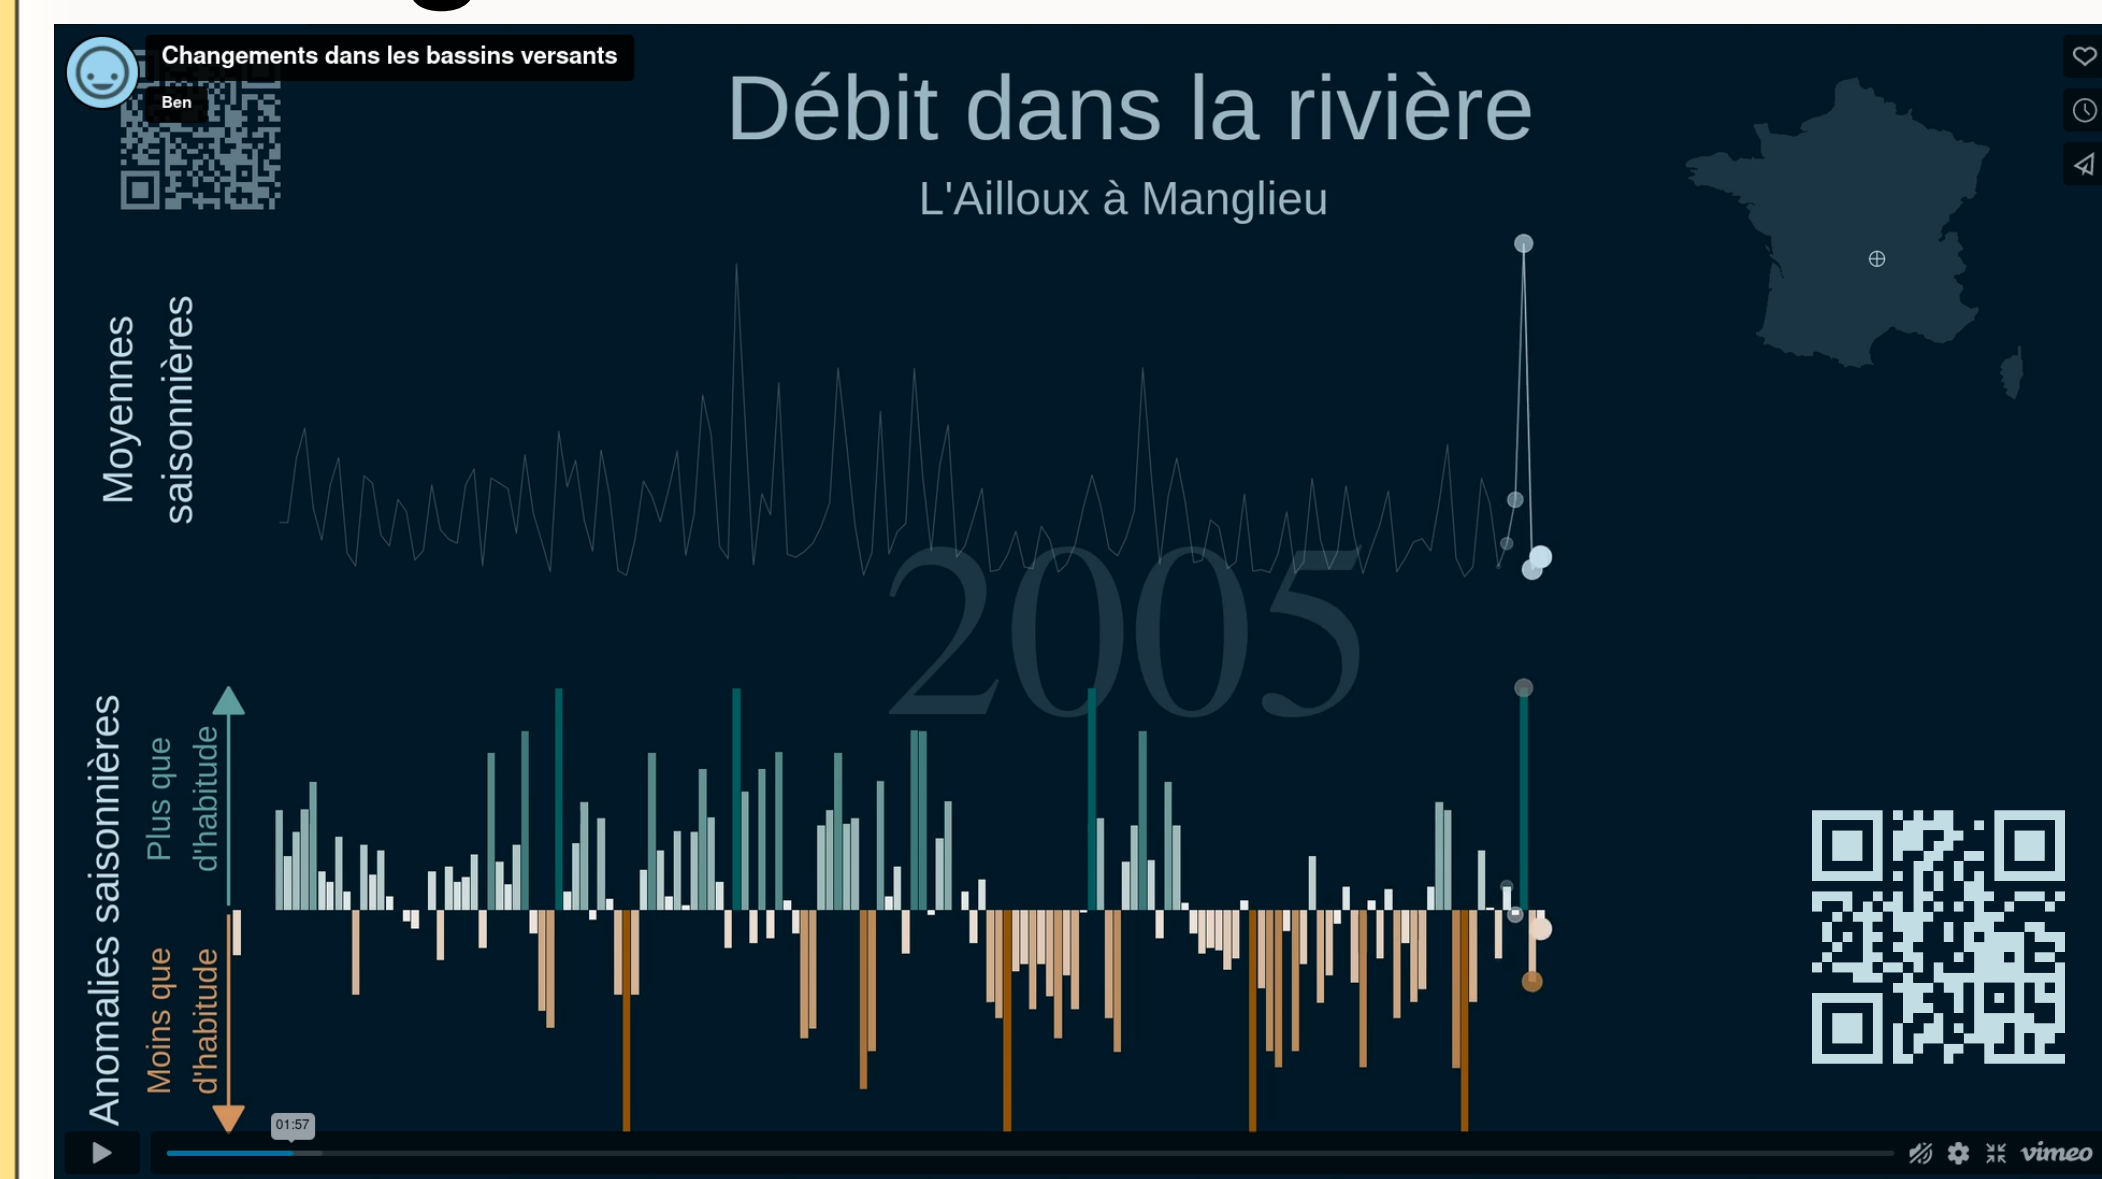 Changements dans les bassins versants
Ben
Débit dans la rivière
L'Ailloux à Manglieu
Moyennes
saisonnières
2005
Anomalies saisonnières
Plus que
d'habitude
Moins que
d'habitude
01:57
vimeo